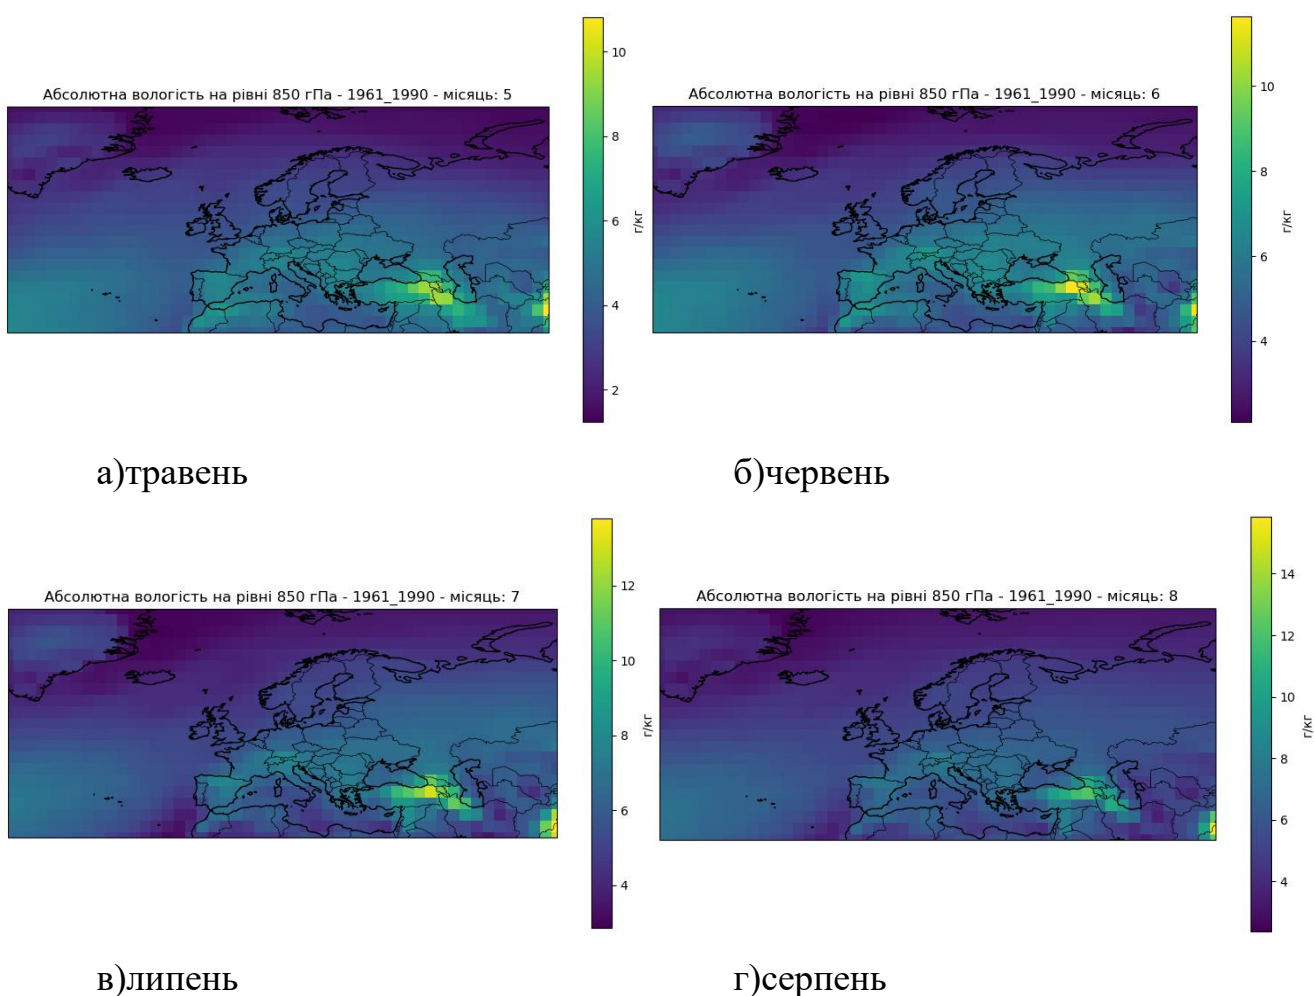 Абсолютна вологість на рівні 850 гПа - 1961_1990 - місяць: 5
10
8
6
4
2
г/кг
Абсолютна вологість на рівні 850 гПа - 1961_1990 - місяць: 6
10
8
6
4
г/кг
а)травень
б)червень
Абсолютна вологість на рівні 850 гПа - 1961_1990 - місяць: 7
12
10
8
6
4
г/кг
Абсолютна вологість на рівні 850 гПа - 1961_1990 - місяць: 8
14
12
10
8
6
4
г/кг
в)липень
г)серпень